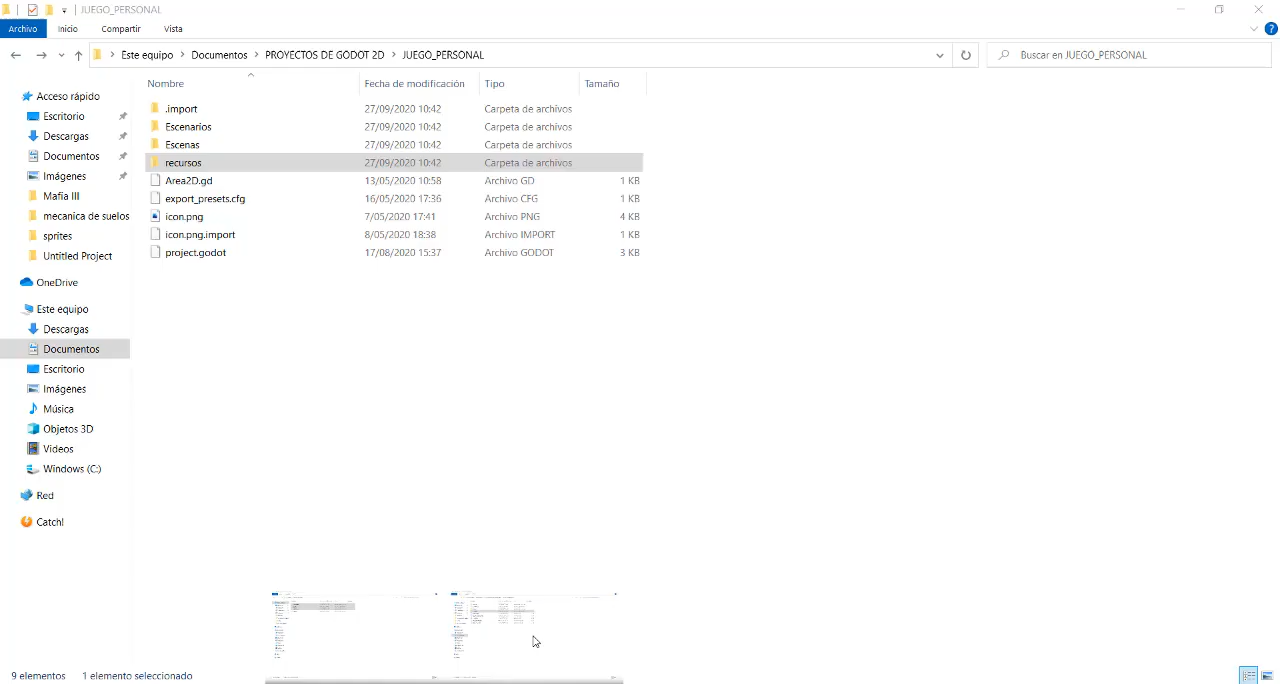 JUEGO_PERSONAL
Archivo Inicio Compartir Vista
Este equipo Documentos PROYECTOS DE GODOT 2D JUEGO_PERSONAL Buscar en JUEGO_PERSONAL
Nombre Fecha de modificación Tipo Tamaño
Acceso rápido
Escritorio
Descargas
Documentos
Imágenes
Mafia III
mecanica de suelos
sprites
Untitled Project
OneDrive
Este equipo
Descargas
Documentos
Escritorio
Imágenes
Música
Objetos 3D
Videos
Windows (C:)
Red
Catch!
.import 27/09/2020 10:42 Carpeta de archivos
Escenarios 27/09/2020 10:42 Carpeta de archivos
Escenas 27/09/2020 10:42 Carpeta de archivos
recursos 27/09/2020 10:42 Carpeta de archivos
Area2D.gd 13/05/2020 10:58 Archivo GD 1 KB
export_presets.cfg 16/05/2020 17:36 Archivo CFG 1 KB
icon.png 7/05/2020 17:41 Archivo PNG 4 KB
icon.png.import 8/05/2020 18:38 Archivo IMPORT 1 KB
project.godot 17/08/2020 15:37 Archivo GODOT 3 KB
9 elementos 1 elemento seleccionado